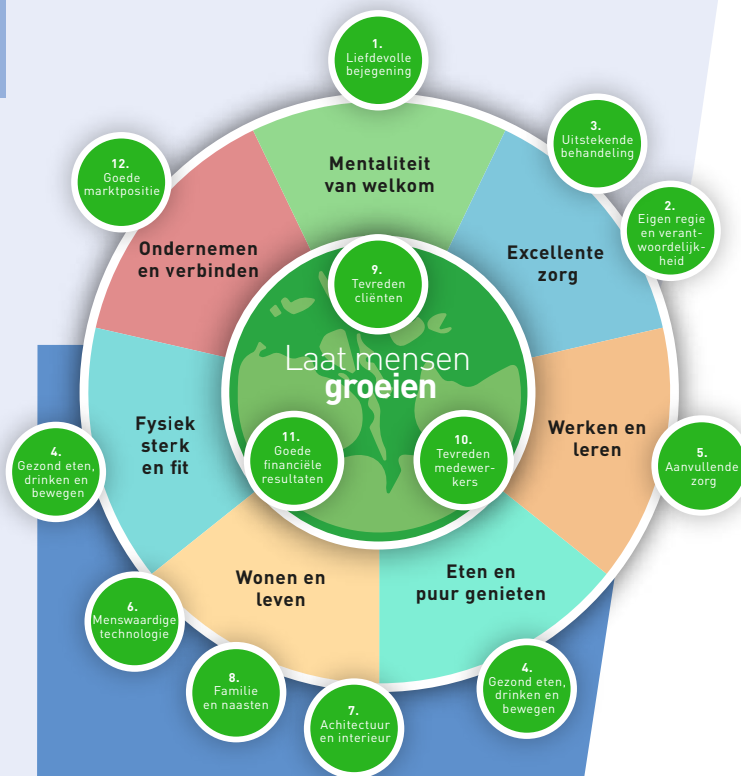 1.
Liefdevolle
bejegening
3.
Uitstekende
behandeling
2.
Eigen regie
en verant-
woordelijk-
heid
12.
Goede
marktpositie
Mentaliteit
van welkom
Ondernemen
en verbinden
Excellente
zorg
9.
Tevreden
cliënten
Laat mensen
groeien
Fysiek
sterk
en fit
Werken en
leren
4.
Gezond eten,
drinken en
bewegen
11.
Goede
financiële
resultaten
10.
Tevreden
medewer-
kers
5.
Aanvullende
zorg
Wonen en
leven
Eten en
puur genieten
6.
Menswaardige
technologie
8.
Familie
en naasten
7.
Achitectuur
en interieur
4.
Gezond eten,
drinken en
bewegen